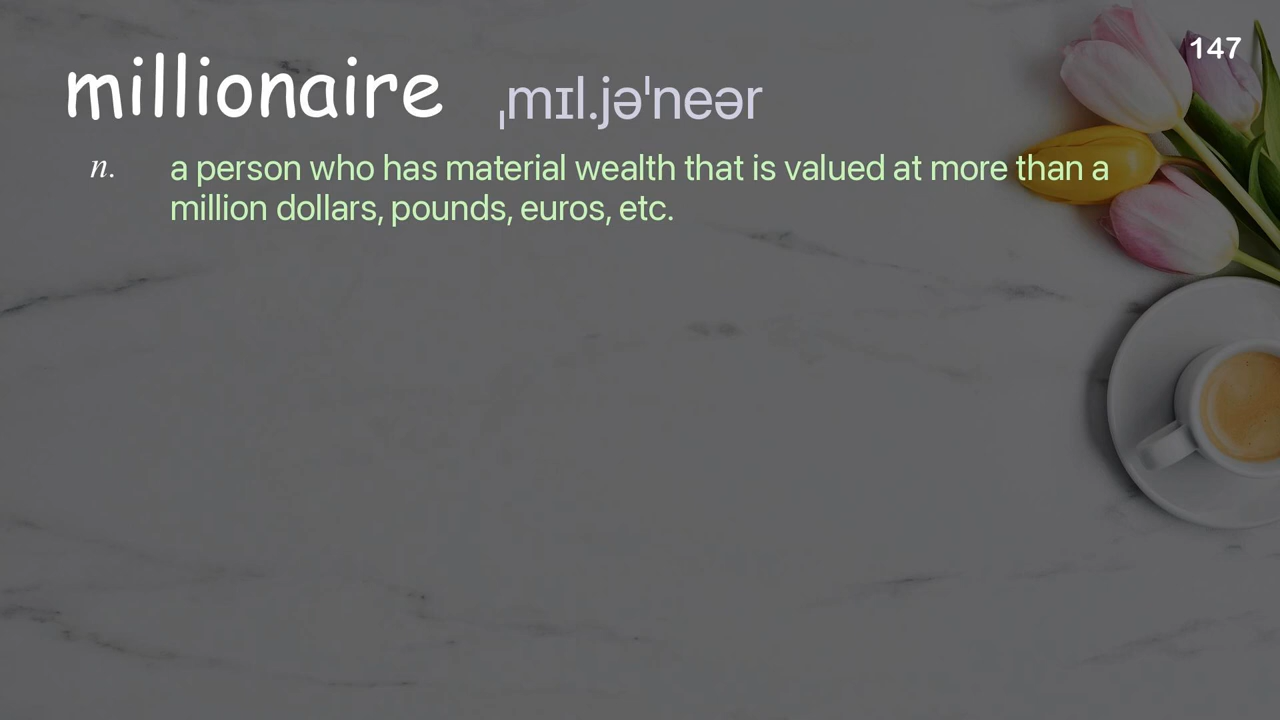 147
millionaire ˌmɪl.jəˈneər
n. a person who has material wealth that is valued at more than a
million dollars, pounds, euros, etc.